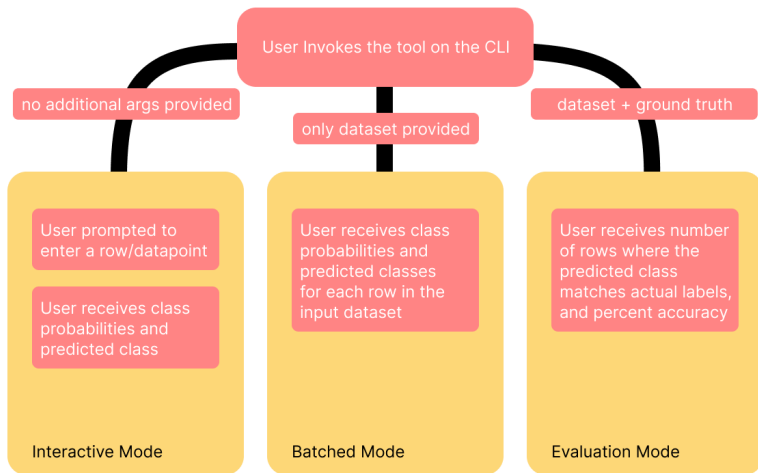 User Invokes the tool on the CLI
no additional args provided
only dataset provided
dataset + ground truth
User prompted to
enter a row/datapoint
User receives class
probabilities and
predicted class
Interactive Mode
User receives class
probabilities and
predicted classes
for each row in the
input dataset
Batched Mode
User receives number
of rows where the
predicted class
matches actual labels,
and percent accuracy
Evaluation Mode